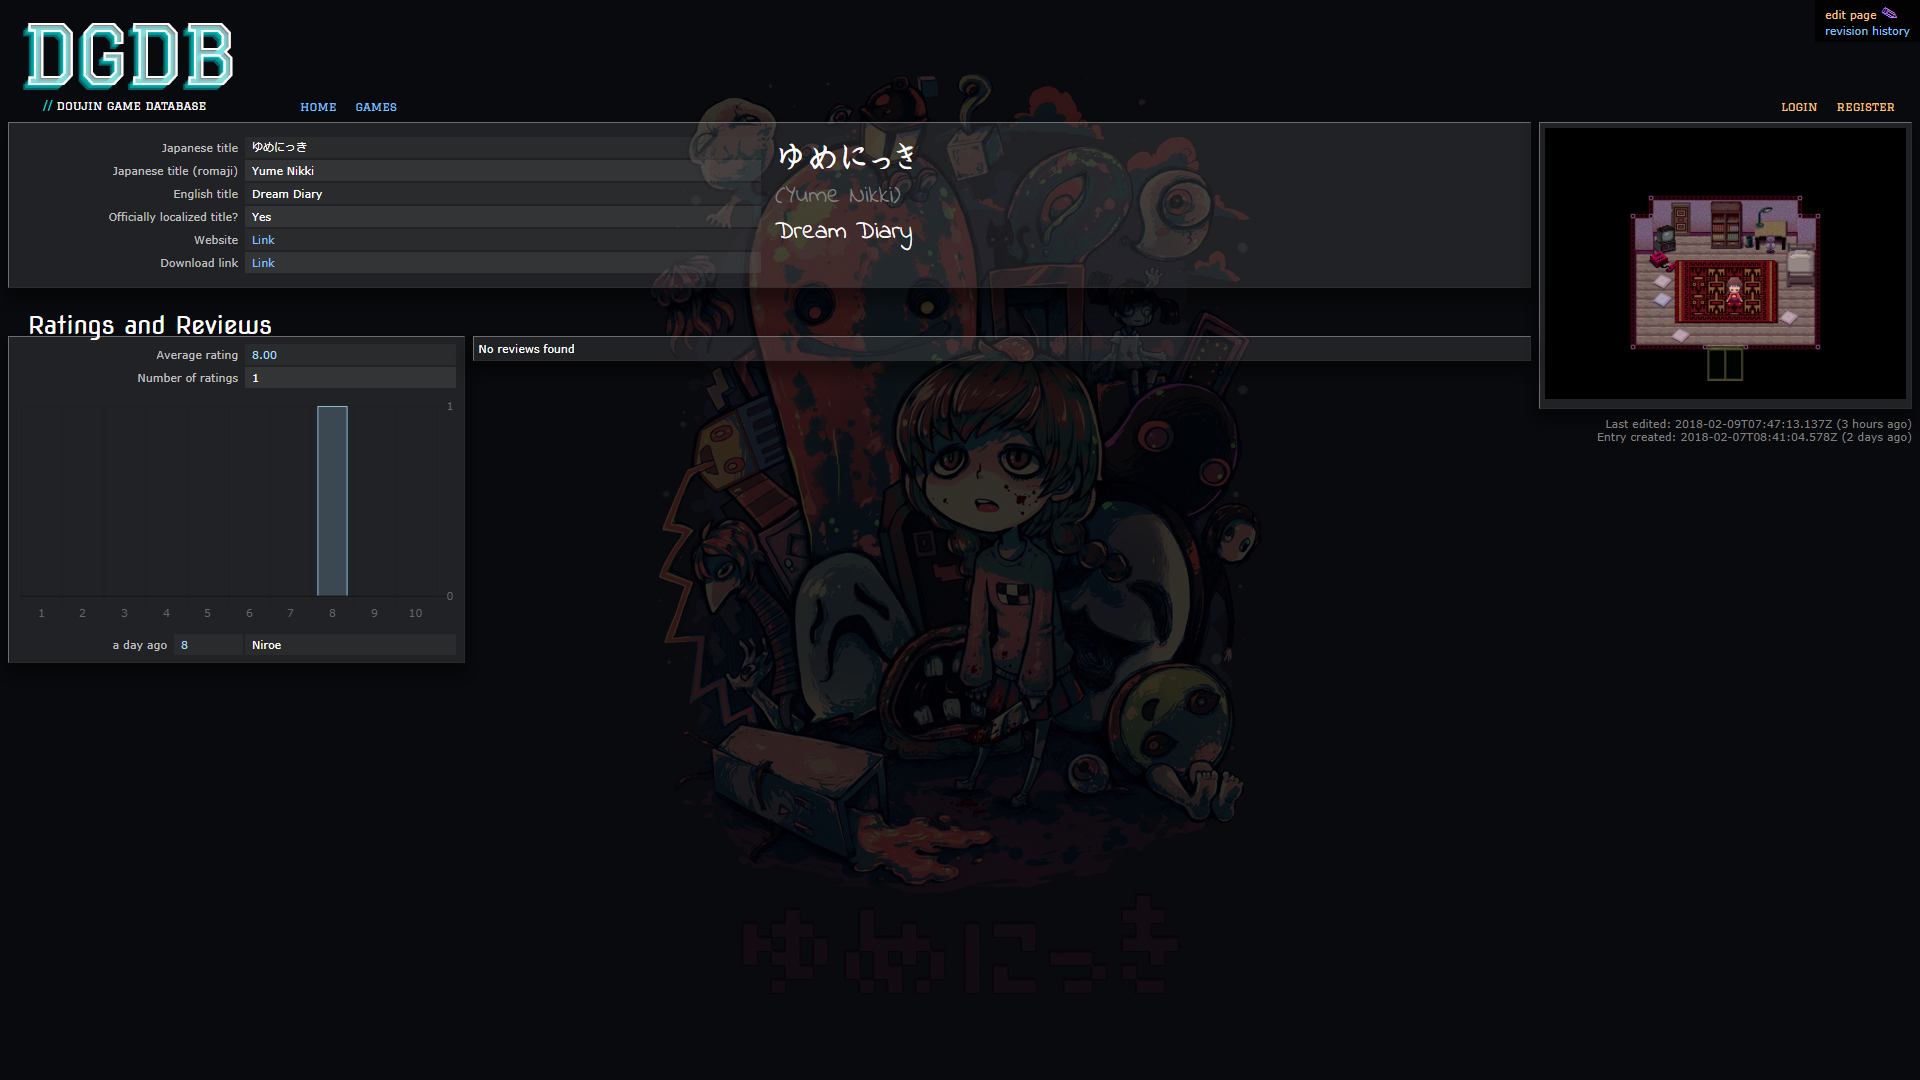 DGDB
// DOUJIN GAME DATABASE
HOME GAMES
edit page
revision history
LOGIN REGISTER
Japanese title ゆめにっき
Japanese title (romaji) Yume Nikki
English title Dream Diary
Officially localized title? Yes
Website Link
Download link Link
ゆめにっき
(Yume Nikki)
Dream Diary
Ratings and Reviews
Average rating 8.00
Number of ratings 1
1
0
1 2 3 4 5 6 7 8 9 10
a day ago 8 Niroe
No reviews found
Last edited: 2018-02-09T07:47:13.137Z (3 hours ago)
Entry created: 2018-02-07T08:41:04.578Z (2 days ago)
ゆめにっき